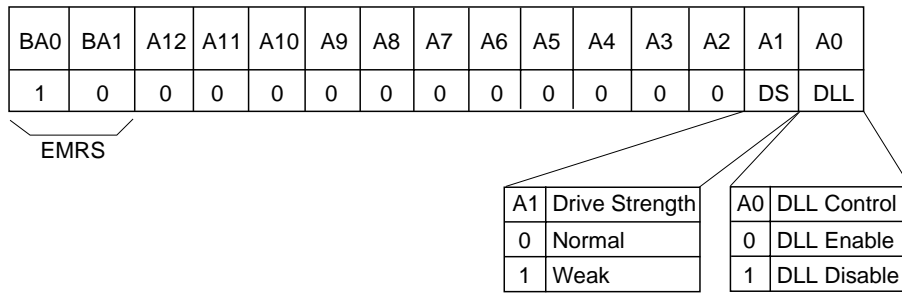 BA0 BA1 A12 A11 A10 A9 A8 A7 A6 A5 A4 A3 A2 A1 A0
1 0 0 0 0 0 0 0 0 0 0 0 0 DS DLL
EMRS
A1 Drive Strength
0 Normal
1 Weak
A0 DLL Control
0 DLL Enable
1 DLL Disable